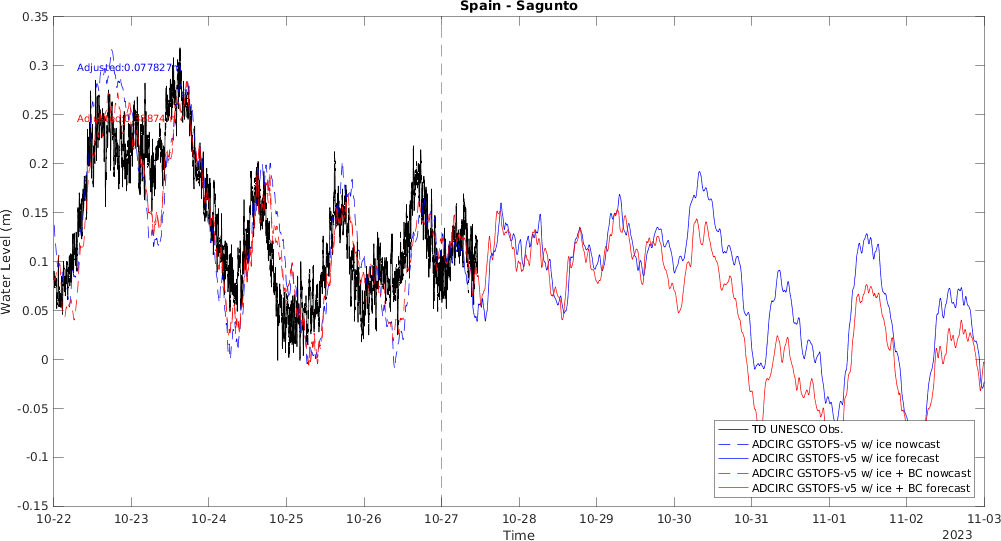 Spain - Sagunto
0.35
0.3
0.25
0.2
0.15
0.1
0.05
0
-0.05
-0.1
-0.15
Water Level (m)
Adjusted:0.077827m
TD UNESCO Obs.
ADCIRC GSTOFS-v5 w/ ice nowcast
ADCIRC GSTOFS-v5 w/ ice forecast
ADCIRC GSTOFS-v5 w/ ice + BC nowcast
ADCIRC GSTOFS-v5 w/ ice + BC forecast
10-22 10-23 10-24 10-25 10-26 10-27 10-28 10-29 10-30 10-31 11-01 11-02 11-03
Time
2023